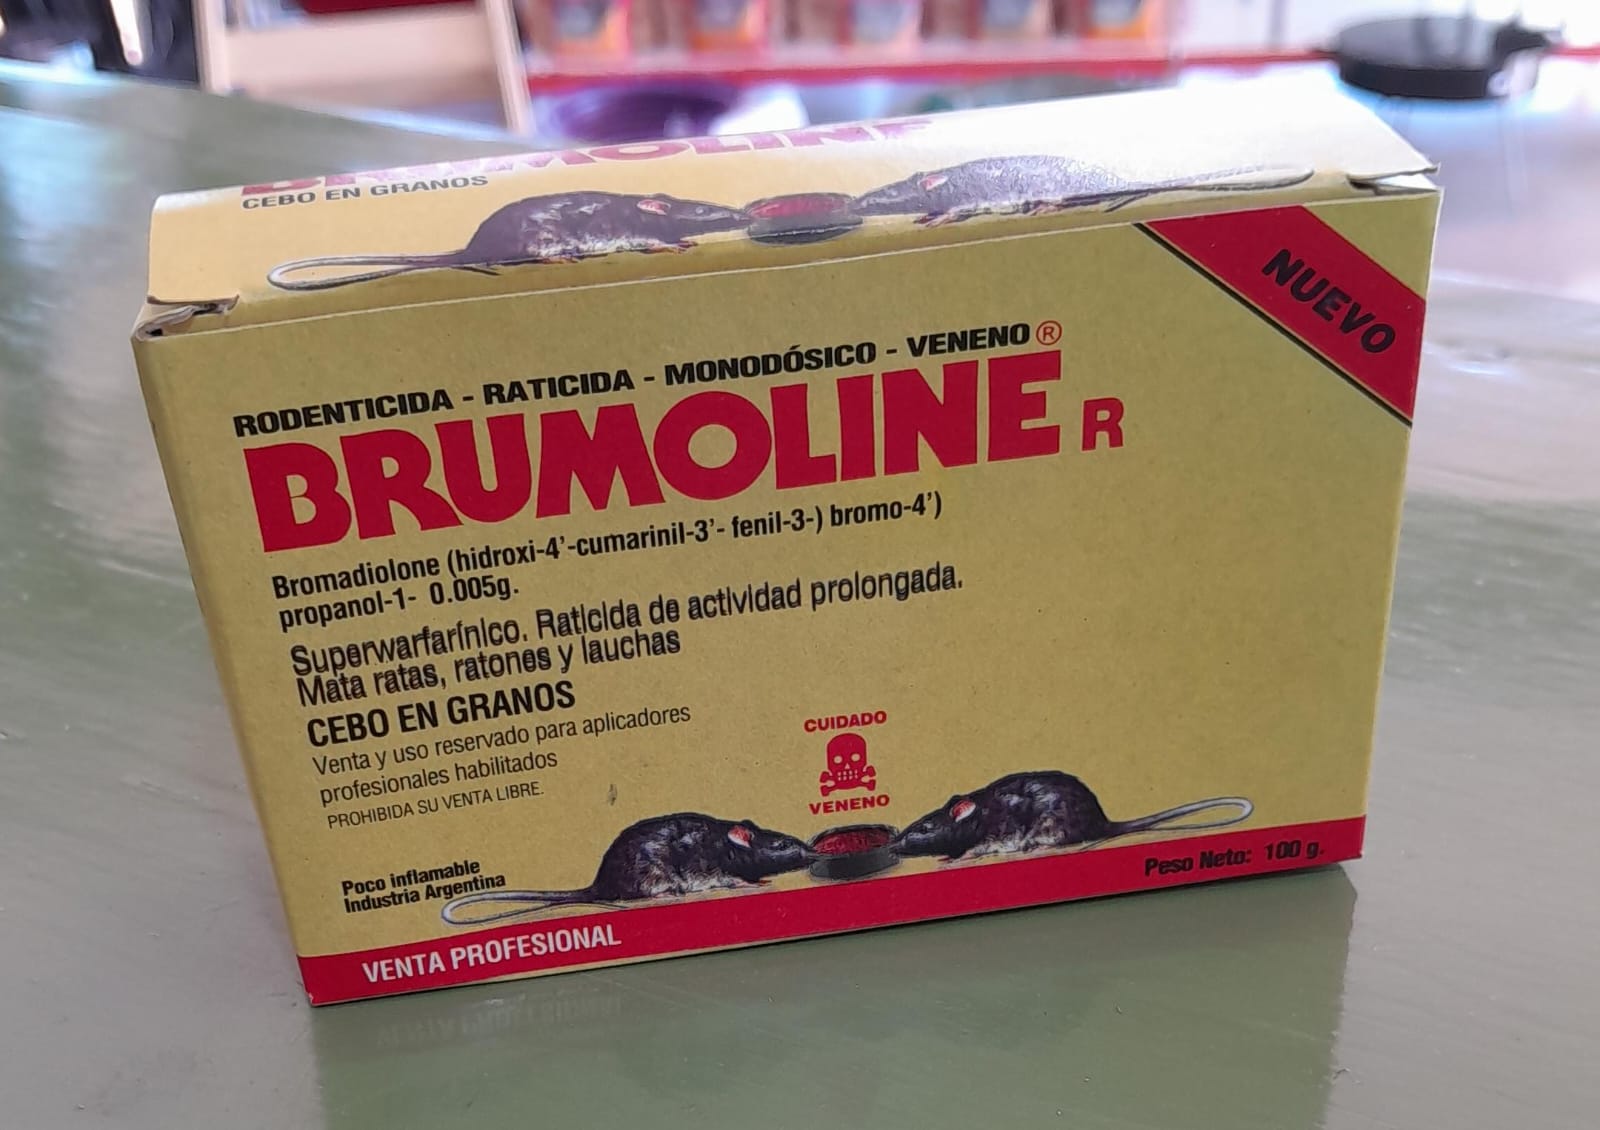 BRUMOLINE
CEBO EN GRANOS
NUEVO
RODENTICIDA - RATICIDA - MONODÓSICO - VENENO ®
BRUMOLINE R
Bromadiolone (hidroxi-4'-cumarinil-3'- fenil-3-) bromo-4')
propanol-1- 0.005g.
Superwarfarínico. Raticida de actividad prolongada.
Mata ratas, ratones y lauchas
CEBO EN GRANOS
Venta y uso reservado para aplicadores
profesionales habilitados
PROHIBIDA SU VENTA LIBRE.
CUIDADO
VENENO
Poco inflamable
Industria Argentina
Peso Neto: 100 g.
VENTA PROFESIONAL